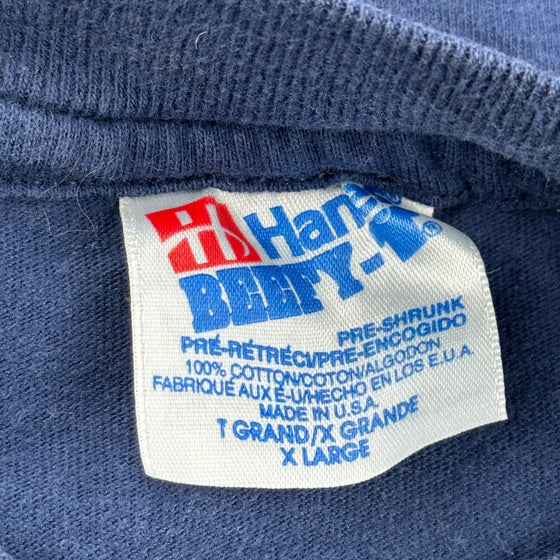 Hanes
BEEFY-T®
PRE-SHRUNK
PRÉ-RÉTRÉCI/PRE-ENCOGIDO
100% COTTON/COTON/ALGODON
FABRIQUÉ AUX É-U/HECHO EN LOS E.U.A.
MADE IN U.S.A.
T GRAND/X GRANDE
X LARGE